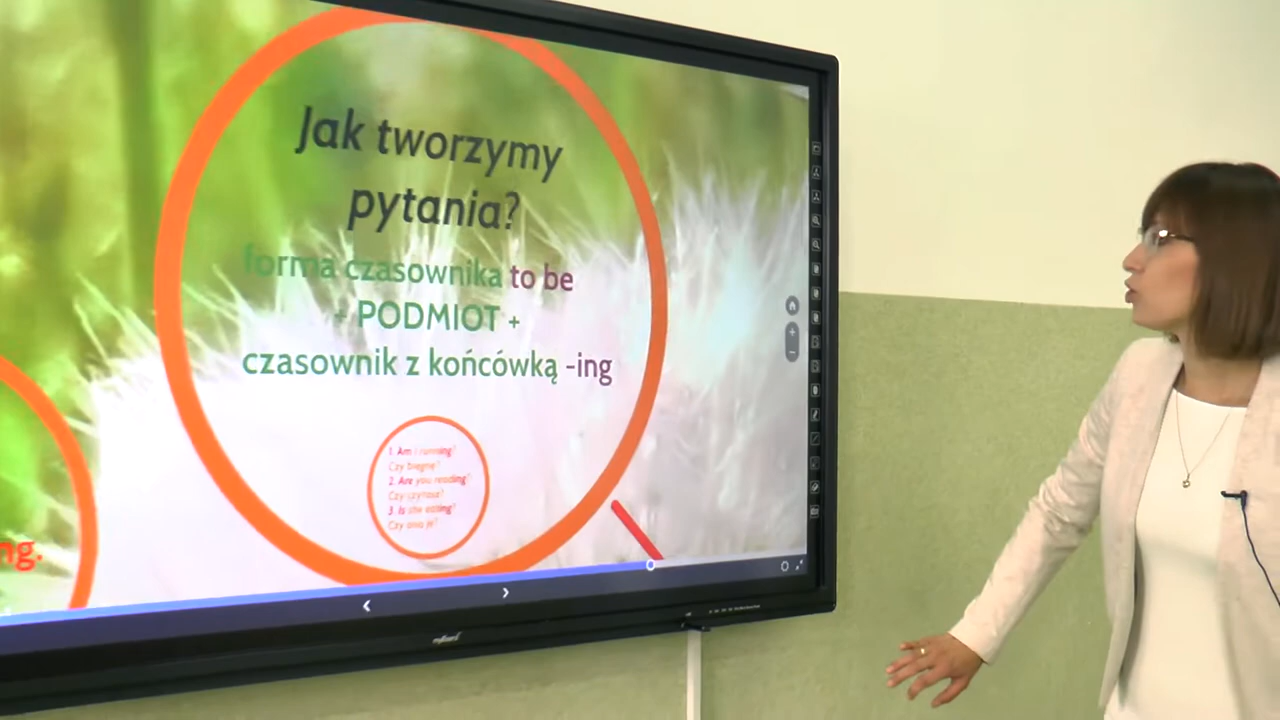 Jak tworzymy
pytania?
forma czasownika to be
+ PODMIOT +
czasownik z końcówką -ing
1. Am I running?
Czy biegnę?
2. Are you reading?
Czy czytasz?
3. Is she eating?
Czy ona je?
ng.